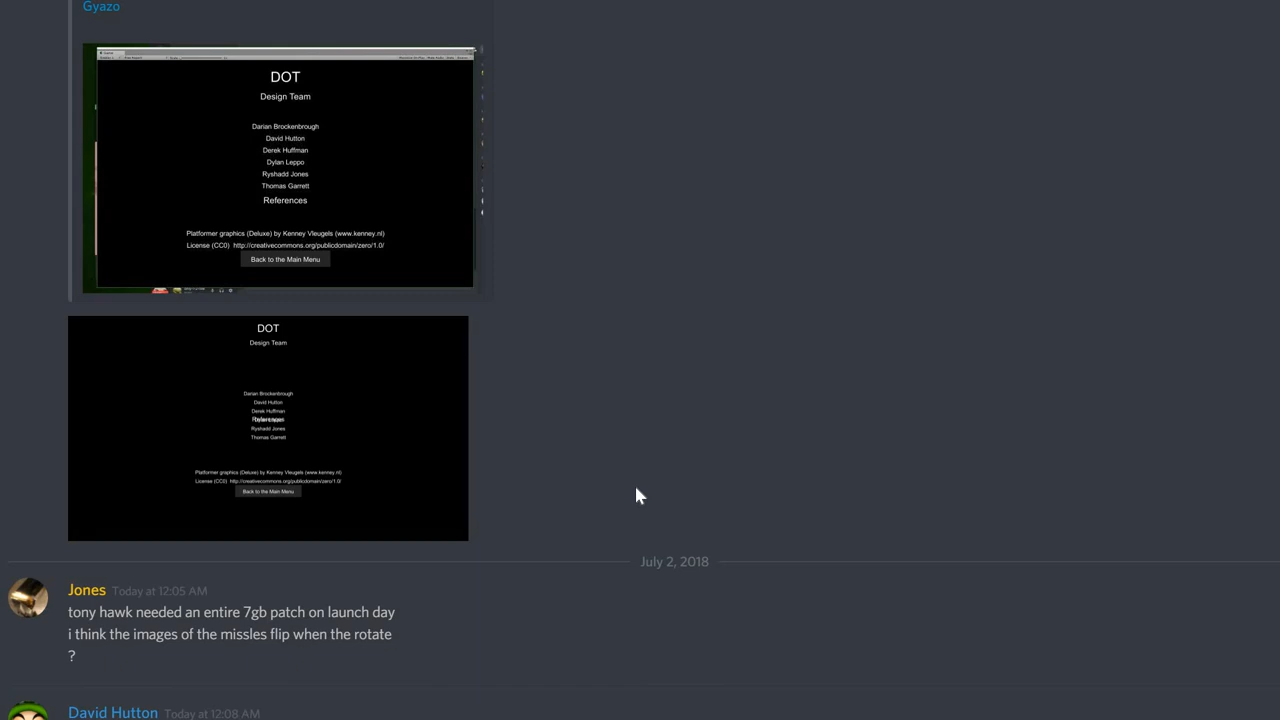 Gyazo
DOT
Design Team
Darian Brockenbrough
David Hutton
Derek Huffman
Dylan Leppo
Ryshadd Jones
Thomas Garrett
References
Platformer graphics (Deluxe) by Kenney Vleugels (www.kenney.nl)
License (CC0) http://creativecommons.org/publicdomain/zero/1.0/
Back to the Main Menu
DOT
Design Team
Darian Brockenbrough
David Hutton
Derek Huffman
References
Ryshadd Jones
Thomas Garrett
Platformer graphics (Deluxe) by Kenney Vleugels (www.kenney.nl)
License (CC0) http://creativecommons.org/publicdomain/zero/1.0/
Back to the Main Menu
July 2, 2018
Jones Today at 12:05 AM
tony hawk needed an entire 7gb patch on launch day
i think the images of the missles flip when the rotate
?
David Hutton Today at 12:08 AM